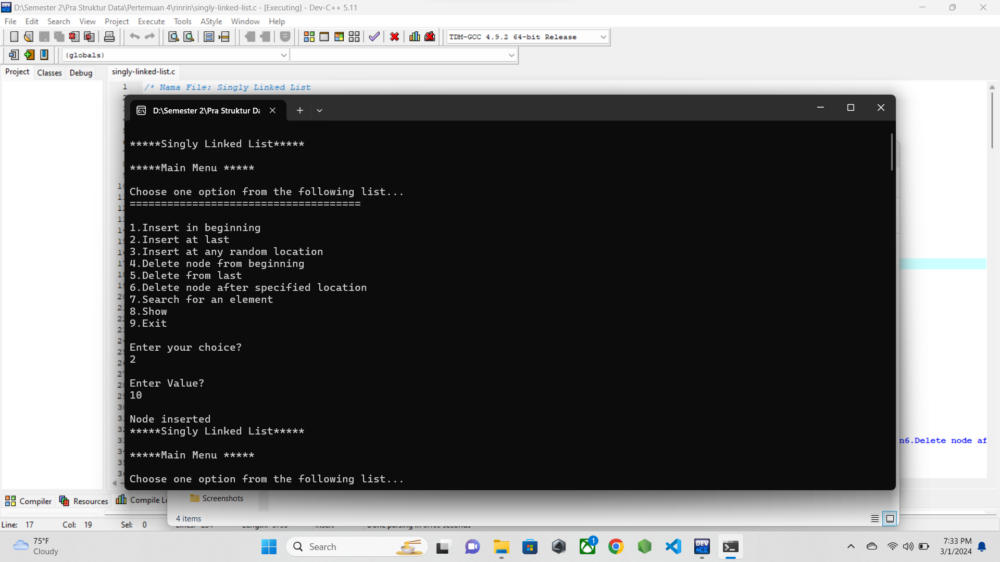 D:\Semester 2\Pra Struktur Data\Pertemuan 4\rinrin\singly-linked-list.c - [Executing] - Dev-C++ 5.11
File Edit Search View Project Execute Tools AStyle Window Help
TDM-GCC 4.9.2 64-bit Release
(globals)
Project Classes Debug
singly-linked-list.c
1 /* Nama File: Singly Linked List
D:\Semester 2\Pra Struktur Da
*****Singly Linked List*****
*****Main Menu *****
Choose one option from the following list...
=====================================
1.Insert in beginning
2.Insert at last
3.Insert at any random location
4.Delete node from beginning
5.Delete from last
6.Delete node after specified location
7.Search for an element
8.Show
9.Exit
Enter your choice?
2
Enter Value?
10
Node inserted
*****Singly Linked List*****
*****Main Menu *****
Choose one option from the following list...
n6.Delete node af
Compiler Resources Compile Lo
Screenshots
4 items
Line: 17 Col: 19 Sel: 0
75°F
Cloudy
Search
DEV C++
1
7:33 PM
3/1/2024